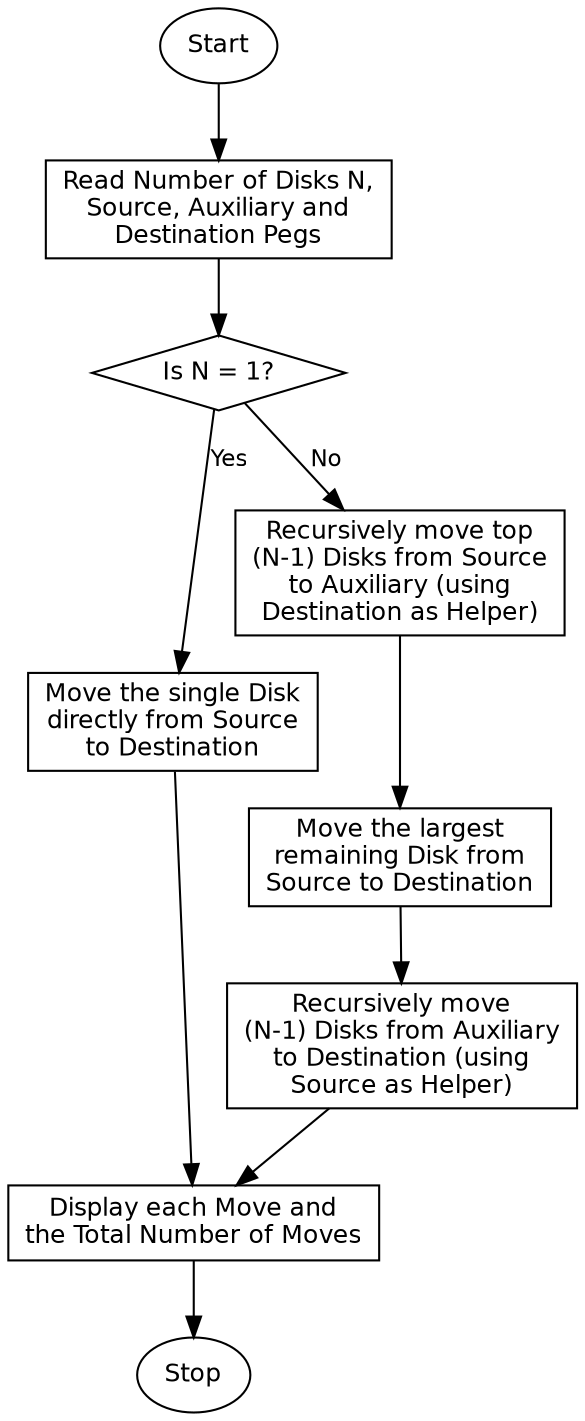 Start
Read Number of Disks N,
Source, Auxiliary and
Destination Pegs
Is N = 1?
Yes
No
Recursively move top
(N-1) Disks from Source
to Auxiliary (using
Destination as Helper)
Move the single Disk
directly from Source
to Destination
Move the largest
remaining Disk from
Source to Destination
Recursively move
(N-1) Disks from Auxiliary
to Destination (using
Source as Helper)
Display each Move and
the Total Number of Moves
Stop